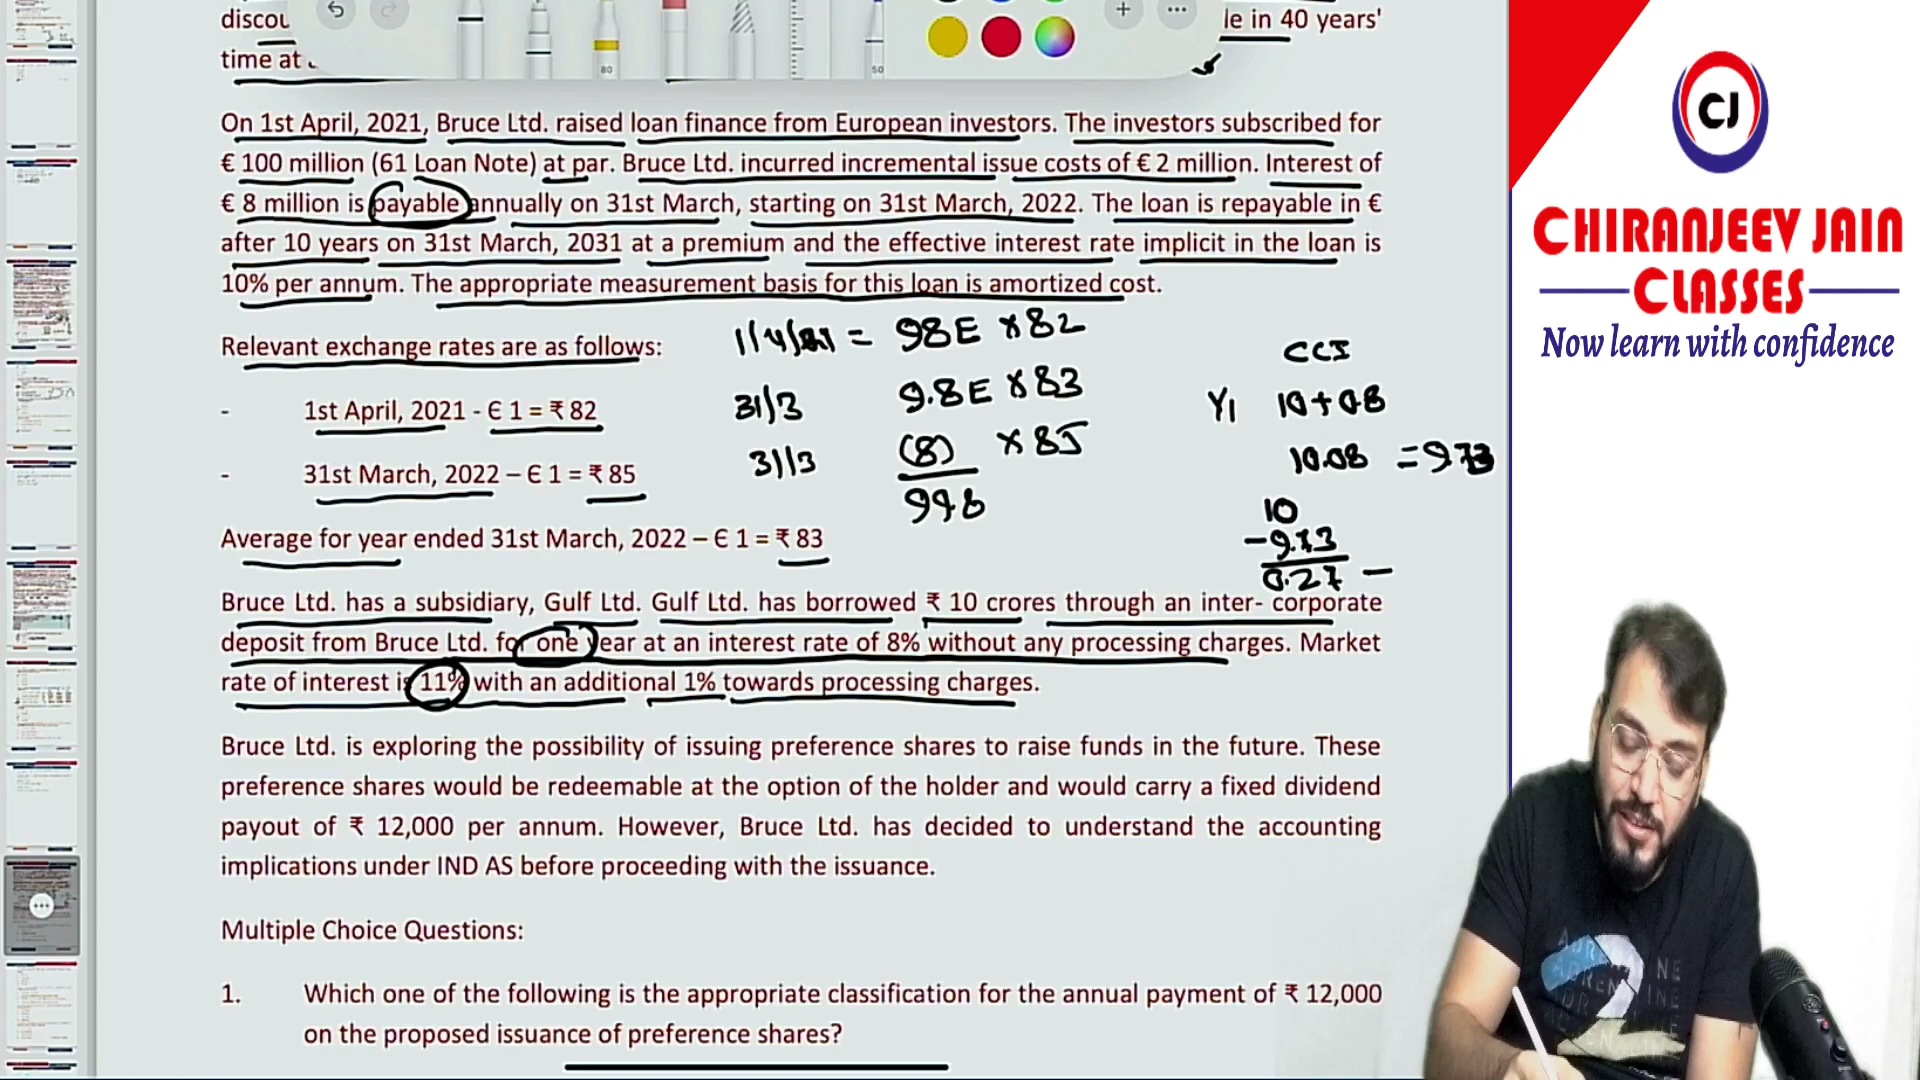 discou le in 40 years'
time at
80 50
On 1st April, 2021, Bruce Ltd. raised loan finance from European investors. The investors subscribed for
€ 100 million (61 Loan Note) at par. Bruce Ltd. incurred incremental issue costs of € 2 million. Interest of
€ 8 million is payable annually on 31st March, starting on 31st March, 2022. The loan is repayable in €
after 10 years on 31st March, 2031 at a premium and the effective interest rate implicit in the loan is
10% per annum. The appropriate measurement basis for this loan is amortized cost.
Relevant exchange rates are as follows:
- 1st April, 2021 - € 1 = ₹ 82
- 31st March, 2022 – € 1 = ₹ 85
Average for year ended 31st March, 2022 – € 1 = ₹ 83
= 98E × 82
31/3 9.8E × 83
31/3 (8) × 85
99.8
Y1 10+0.8
= 9.73
10
- 9.73
0.27 –
Bruce Ltd. has a subsidiary, Gulf Ltd. Gulf Ltd. has borrowed ₹ 10 crores through an inter- corporate
deposit from Bruce Ltd. for one year at an interest rate of 8% without any processing charges. Market
rate of interest is 11% with an additional 1% towards processing charges.
Bruce Ltd. is exploring the possibility of issuing preference shares to raise funds in the future. These
preference shares would be redeemable at the option of the holder and would carry a fixed dividend
payout of ₹ 12,000 per annum. However, Bruce Ltd. has decided to understand the accounting
implications under IND AS before proceeding with the issuance.
Multiple Choice Questions:
1. Which one of the following is the appropriate classification for the annual payment of ₹ 12,000
on the proposed issuance of preference shares?
CJ
CHIRANJEEV JAIN
CLASSES
Now learn with confidence